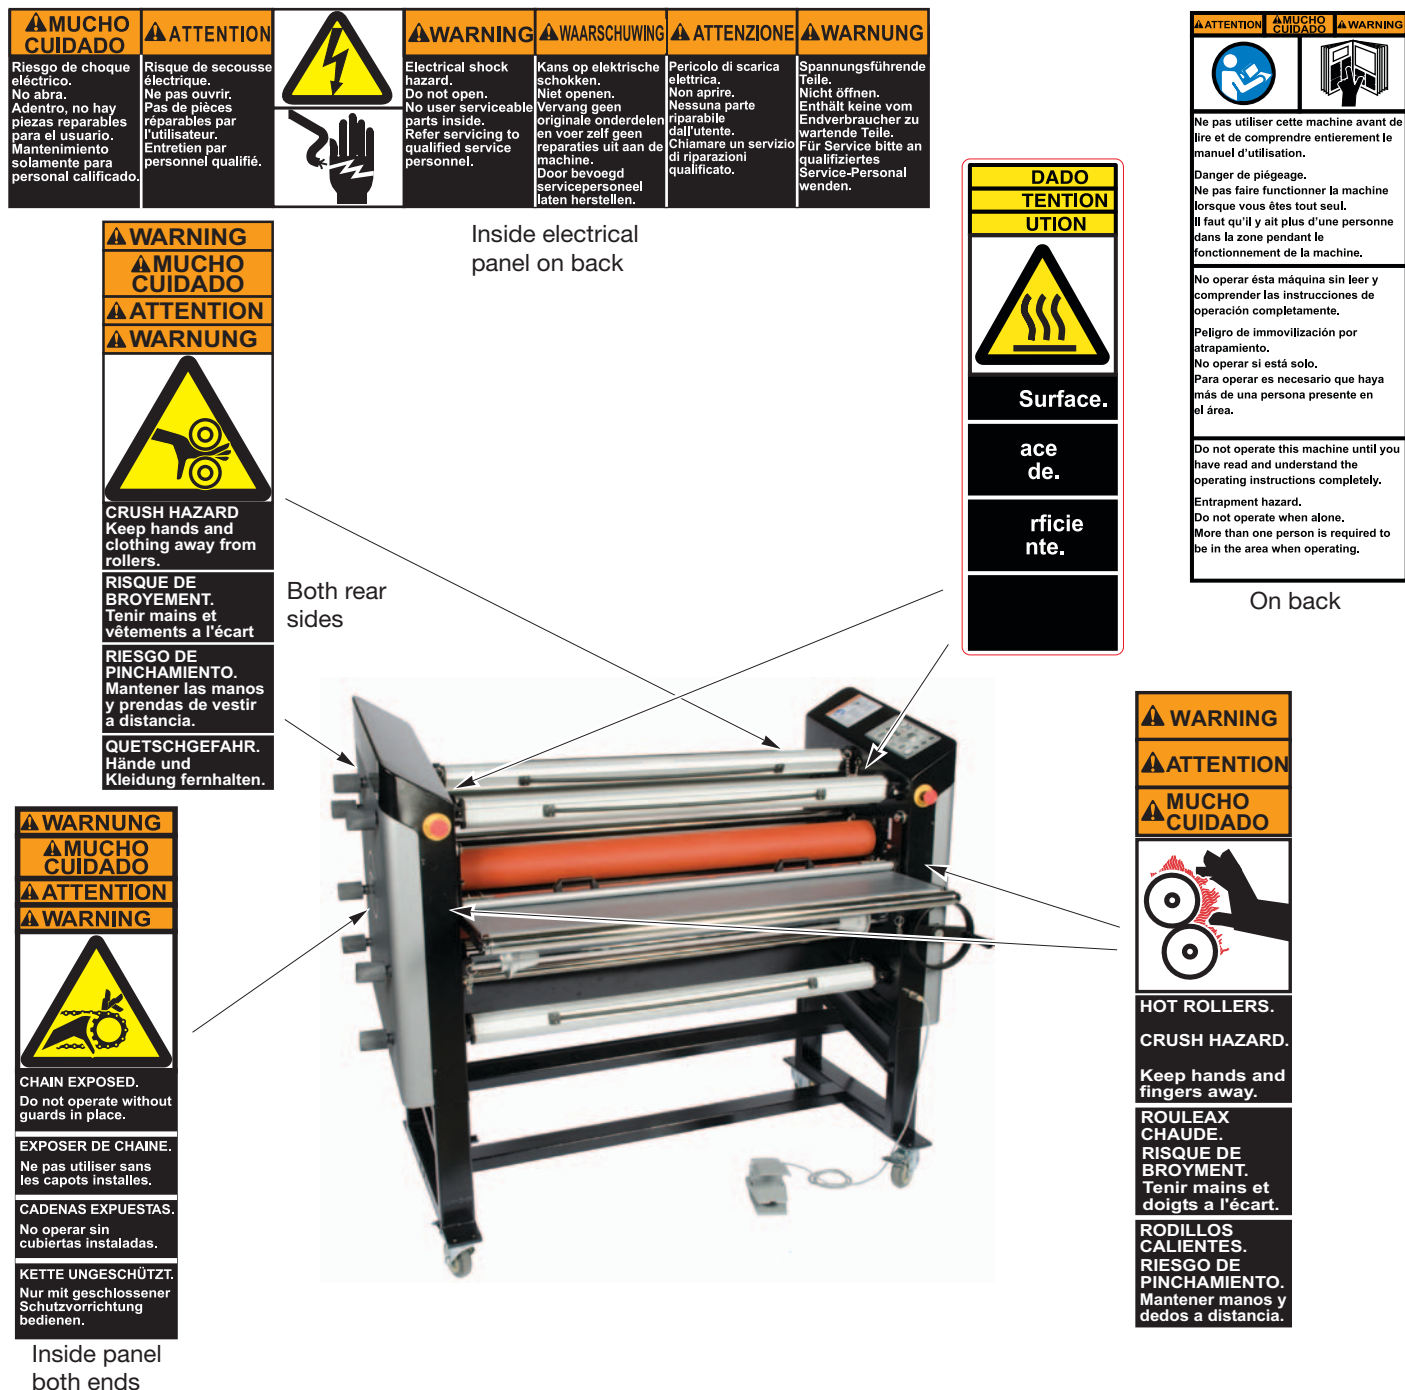 MUCHO
CUIDADO
Riesgo de choque
eléctrico.
No abra.
Adentro, no hay
piezas reparables
para el usuario.
Mantenimiento
solamente para
personal calificado.
ATTENTION
Risque de secousse
électrique.
Ne pas ouvrir.
Pas de pièces
réparables par
l'utilisateur.
Entretien par
personnel qualifié.
WARNING
Electrical shock
hazard.
Do not open.
No user serviceable
parts inside.
Refer servicing to
qualified service
personnel.
WAARSCHUWING
Kans op elektrische
schokken.
Niet openen.
Vervang geen
originale onderdelen
en voer zelf geen
reparaties uit aan de
machine.
Door bevoegd
servicepersoneel
laten herstellen.
ATTENZIONE
Pericolo di scarica
elettrica.
Non aprire.
Nessuna parte
riparabile
dall'utente.
Chiamare un servizio
di riparazioni
qualificato.
WARNUNG
Spannungsführende
Teile.
Nicht öffnen.
Enthält keine vom
Endverbraucher zu
wartende Teile.
Für Service bitte an
qualifiziertes
Service-Personal
wenden.
Inside electrical
panel on back
ATTENTION
MUCHO
CUIDADO
WARNING
Ne pas utiliser cette machine avant de
lire et de comprendre entierement le
manuel d'utilisation.
Danger de piégeage.
Ne pas faire functionner la machine
lorsque vous êtes tout seul.
Il faut qu'il y ait plus d'une personne
dans la zone pendant le
fonctionnement de la machine.
No operar ésta máquina sin leer y
comprender las instrucciones de
operación completamente.
Peligro de immovilización por
atrapamiento.
No operar si está solo.
Para operar es necesario que haya
más de una persona presente en
el área.
Do not operate this machine until you
have read and understand the
operating instructions completely.
Entrapment hazard.
Do not operate when alone.
More than one person is required to
be in the area when operating.
On back
DADO
TENTION
UTION
Surface.
ace
de.
rficie
nte.
WARNING
MUCHO
CUIDADO
ATTENTION
WARNUNG
CRUSH HAZARD
Keep hands and
clothing away from
rollers.
RISQUE DE
BROYEMENT.
Tenir mains et
vêtements a l'écart
RIESGO DE
PINCHAMIENTO.
Mantener las manos
y prendas de vestir
a distancia.
QUETSCHGEFAHR.
Hände und
Kleidung fernhalten.
Both rear
sides
WARNUNG
MUCHO
CUIDADO
ATTENTION
WARNING
CHAIN EXPOSED.
Do not operate without
guards in place.
EXPOSER DE CHAINE.
Ne pas utiliser sans
les capots installes.
CADENAS EXPUESTAS.
No operar sin
cubiertas instaladas.
KETTE UNGESCHÜTZT.
Nur mit geschlossener
Schutzvorrichtung
bedienen.
Inside panel
both ends
WARNING
ATTENTION
MUCHO
CUIDADO
HOT ROLLERS.
CRUSH HAZARD.
Keep hands and
fingers away.
ROULEAX
CHAUDE.
RISQUE DE
BROYMENT.
Tenir mains et
doigts a l'écart.
RODILLOS
CALIENTES.
RIESGO DE
PINCHAMIENTO.
Mantener manos y
dedos a distancia.